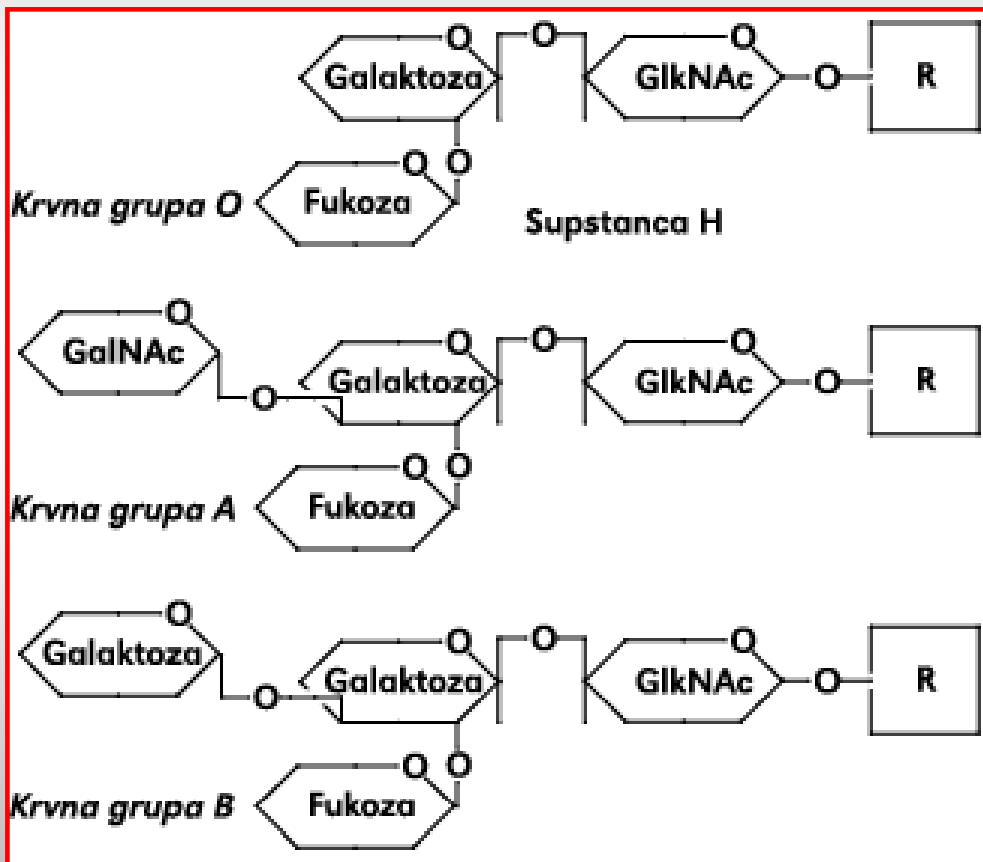 O O O
Galaktoza GlkNAc O R
O O
Krvna grupa O Fukoza
Supstanca H
O O O O
GalNAc Galaktoza GlkNAc O R
O
O O
Krvna grupa A Fukoza
O O O O
Galaktoza Galaktoza GlkNAc O R
O
O O
Krvna grupa B Fukoza